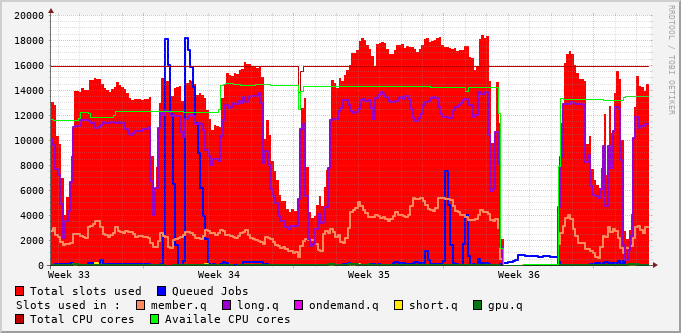 20000
18000
16000
14000
12000
10000
8000
6000
4000
2000
0
Week 33 Week 34 Week 35 Week 36
RRDTOOL / TOBI OETIKER
Total slots used Queued Jobs
Slots used in : member.q long.q ondemand.q short.q gpu.q
Total CPU cores Availale CPU cores